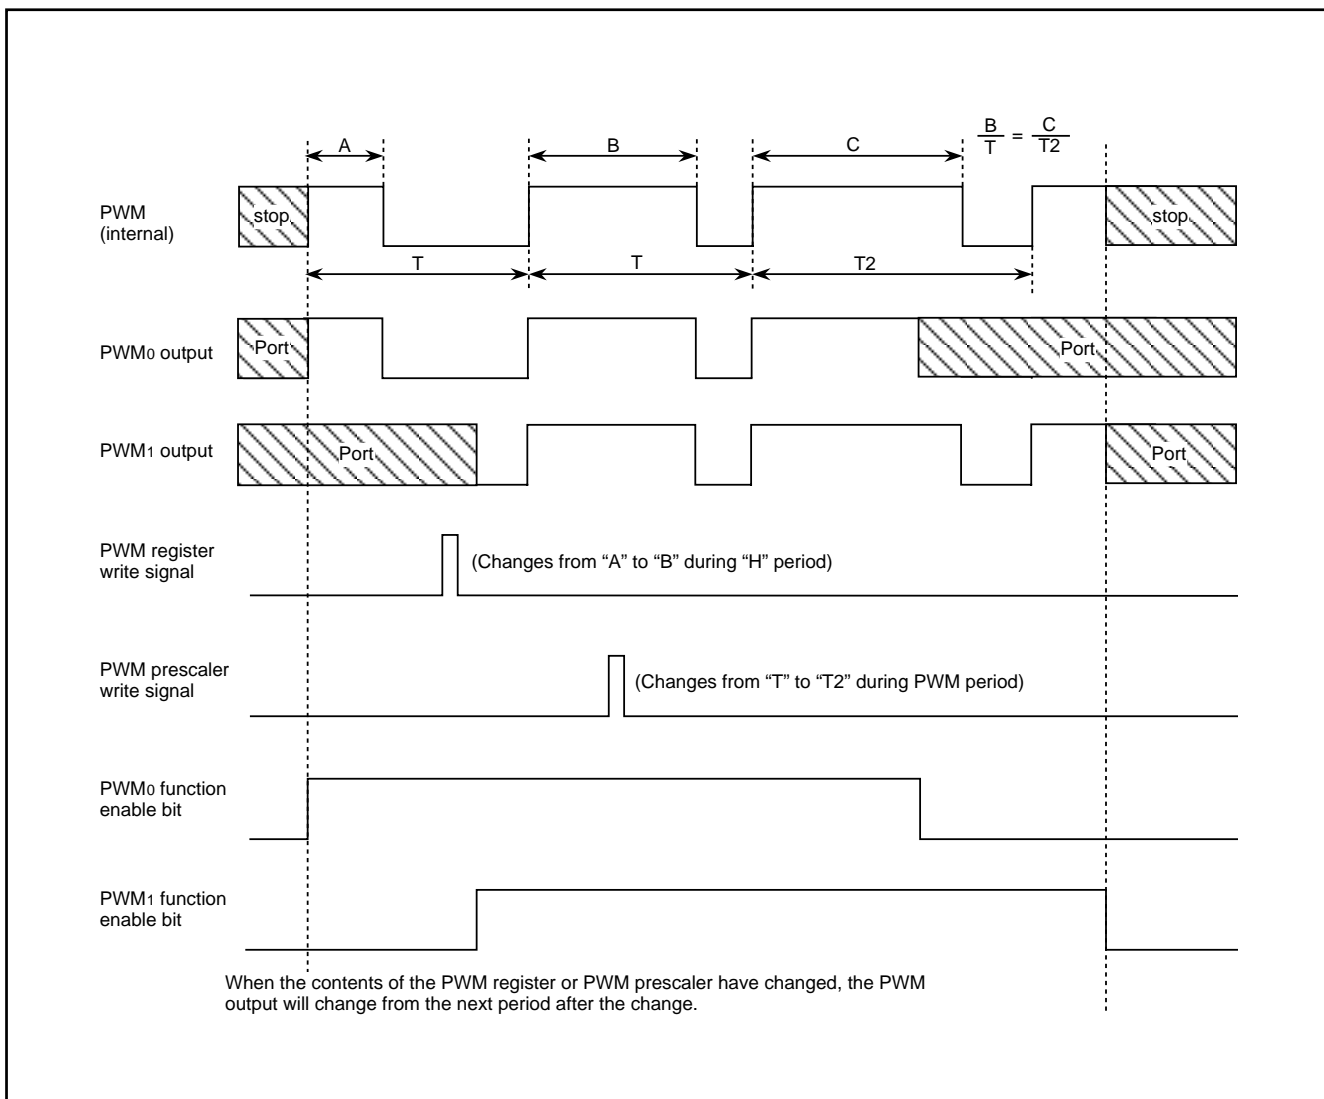 A
B
C
B
T
=
C
T2
PWM
(internal)
stop
stop
T
T
T2
PWM0 output
Port
Port
PWM1 output
Port
Port
PWM register
write signal
(Changes from “A” to “B” during “H” period)
PWM prescaler
write signal
(Changes from “T” to “T2” during PWM period)
PWM0 function
enable bit
PWM1 function
enable bit
When the contents of the PWM register or PWM prescaler have changed, the PWM
output will change from the next period after the change.